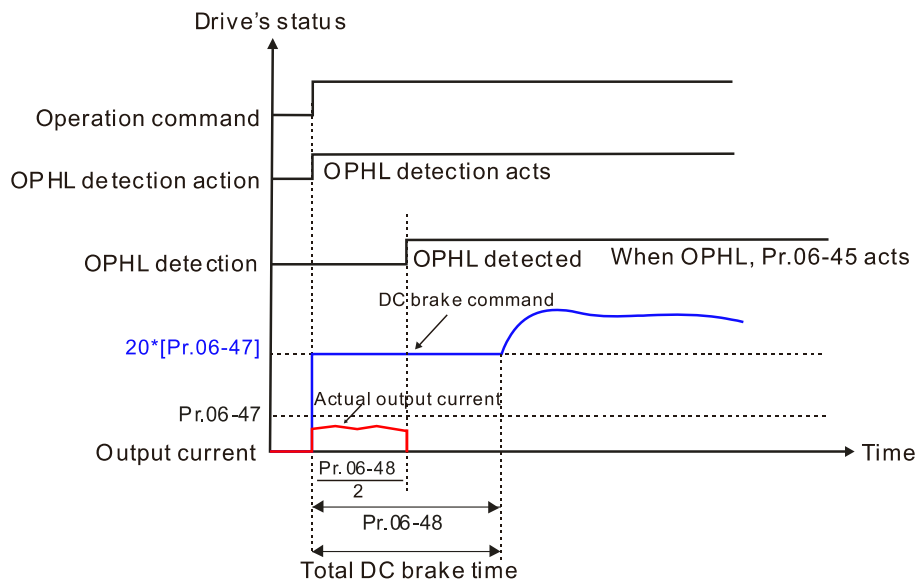 Drive's status
Operation command
OPHL detection action
OPHL detection acts
OPHL detection
OPHL detected
When OPHL, Pr.06-45 acts
DC brake command
20*[Pr.06-47]
Actual output current
Pr.06-47
Output current
Time
Pr.06-48
2
Pr.06-48
Total DC brake time